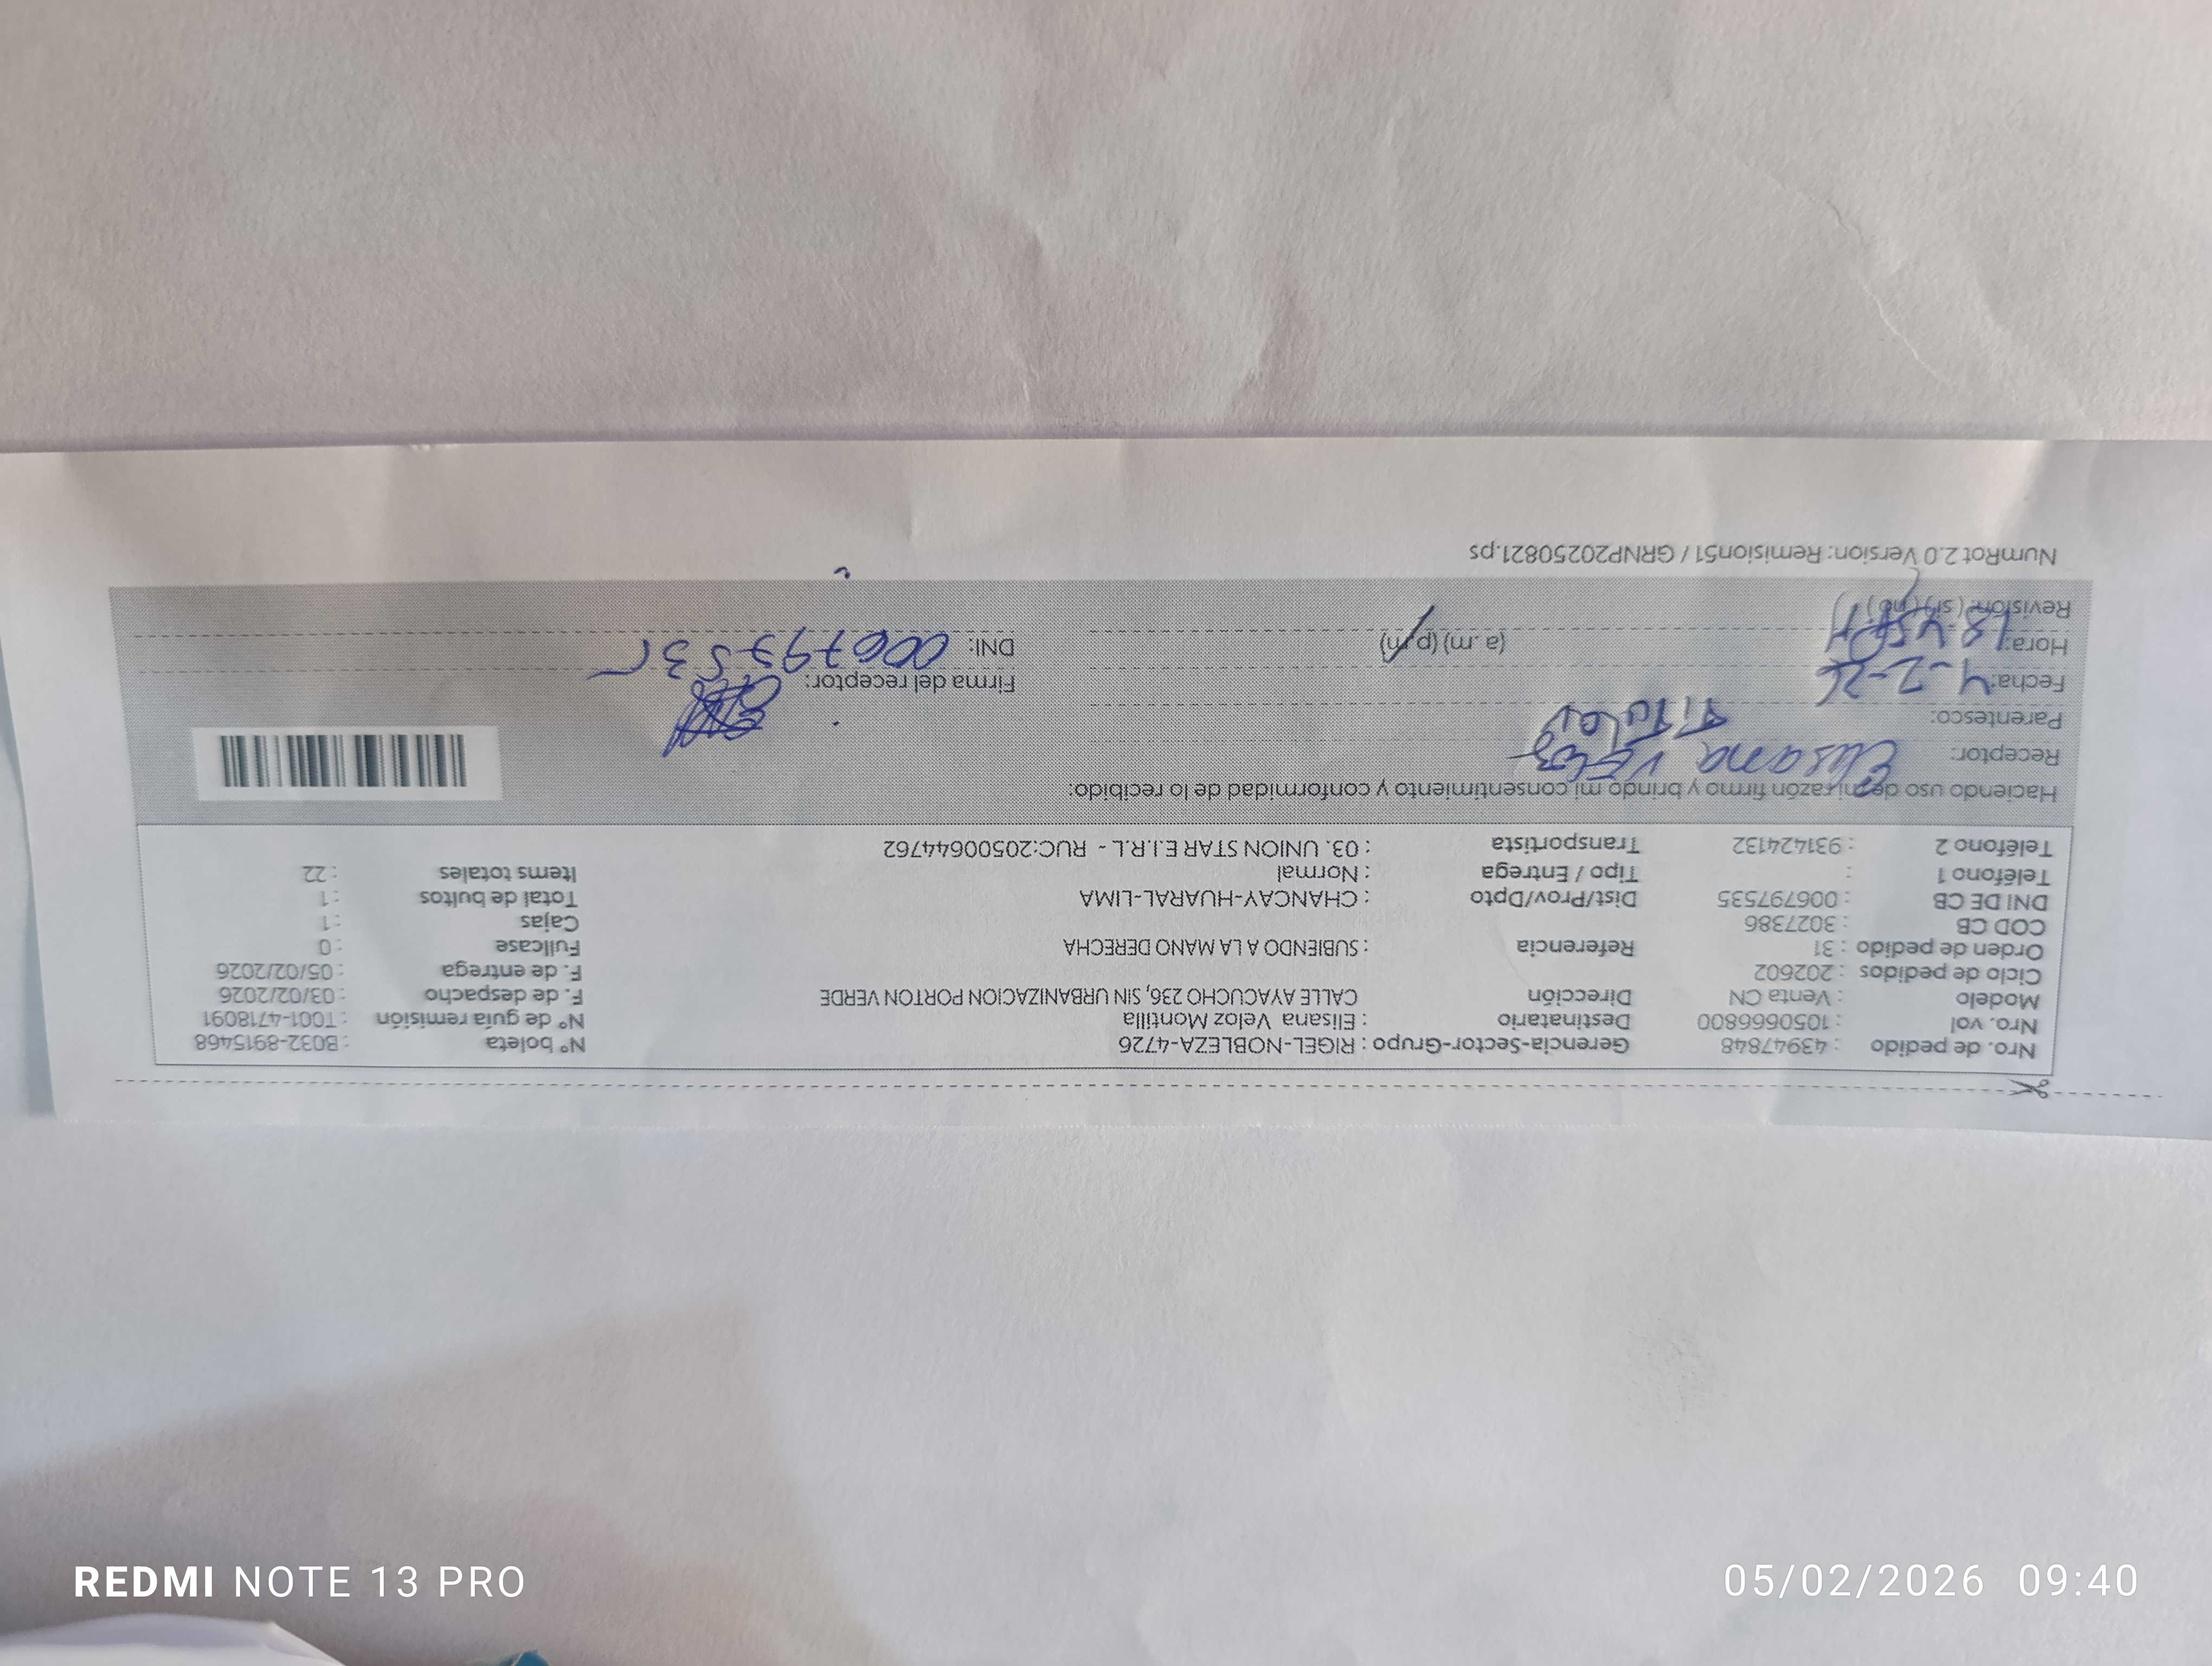 Nro. de pedido : 43947848 Gerencia-Sector-Grupo : RIGEL-NOBLEZA-4726 N° boleta : B032-8915468
Nro. vol : 1050666800 Destinatario : Elisana Veloz Montilla N° de guía remisión : T001-4718091
Modelo : Venta CN Dirección CALLE AYACUCHO 236, SIN URBANIZACION PORTON VERDE F. de despacho : 03/02/2026
Ciclo de pedidos : 202602 F. de entrega : 05/02/2026
Orden de pedido : 31 Referencia : SUBIENDO A LA MANO DERECHA Fullcase : 0
COD CB : 3027386 Cajas : 1
DNI DE CB : 006797535 Dist/Prov/Dpto : CHANCAY-HUARAL-LIMA Total de bultos : 1
Teléfono 1 : Tipo / Entrega : Normal Items totales : 22
Teléfono 2 : 931424132 Transportista : 03. UNION STAR E.I.R.L - RUC:20500644762
Haciendo uso de mi razón firmo y brindo mi consentimiento y conformidad de lo recibido:
Receptor: Elisana Veloz
Parentesco: Titular
Fecha: 4-2-26 Firma del receptor:
Hora: 18:45PM (a.m) (p.m) DNI: 006797535
Revisión: (si) (no)
NumRot 2.0 Version: Remision51 / GRNP20250821.ps
REDMI NOTE 13 PRO
05/02/2026 09:40